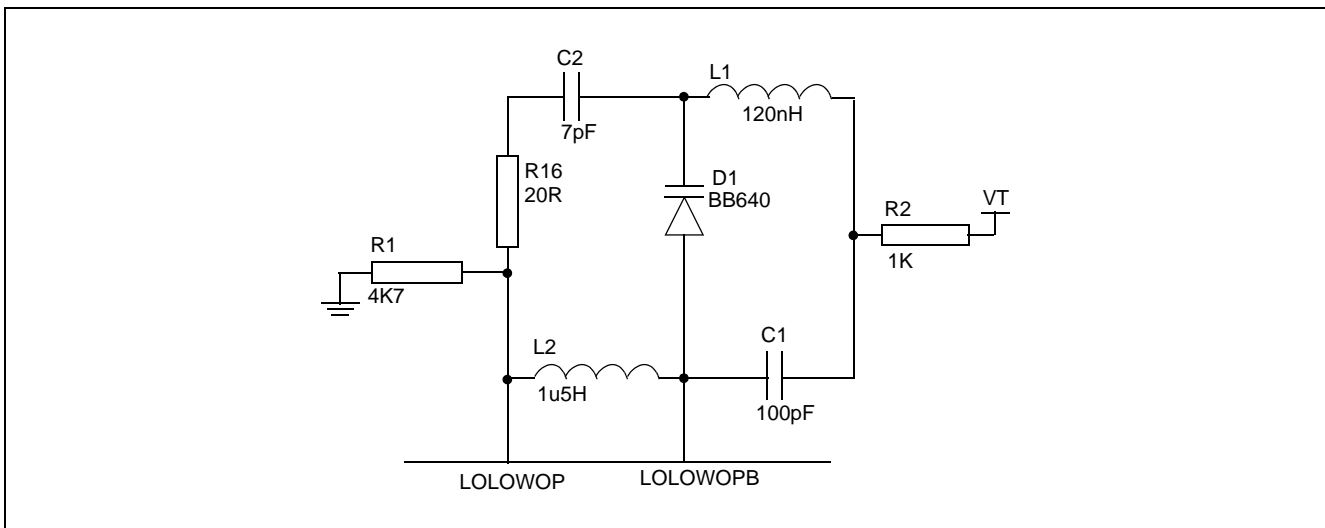 C2
7pF
L1
120nH
R16
20R
D1
BB640
VT
R2
1K
R1
4K7
L2
1u5H
C1
100pF
LOLOWOP
LOLOWOPB